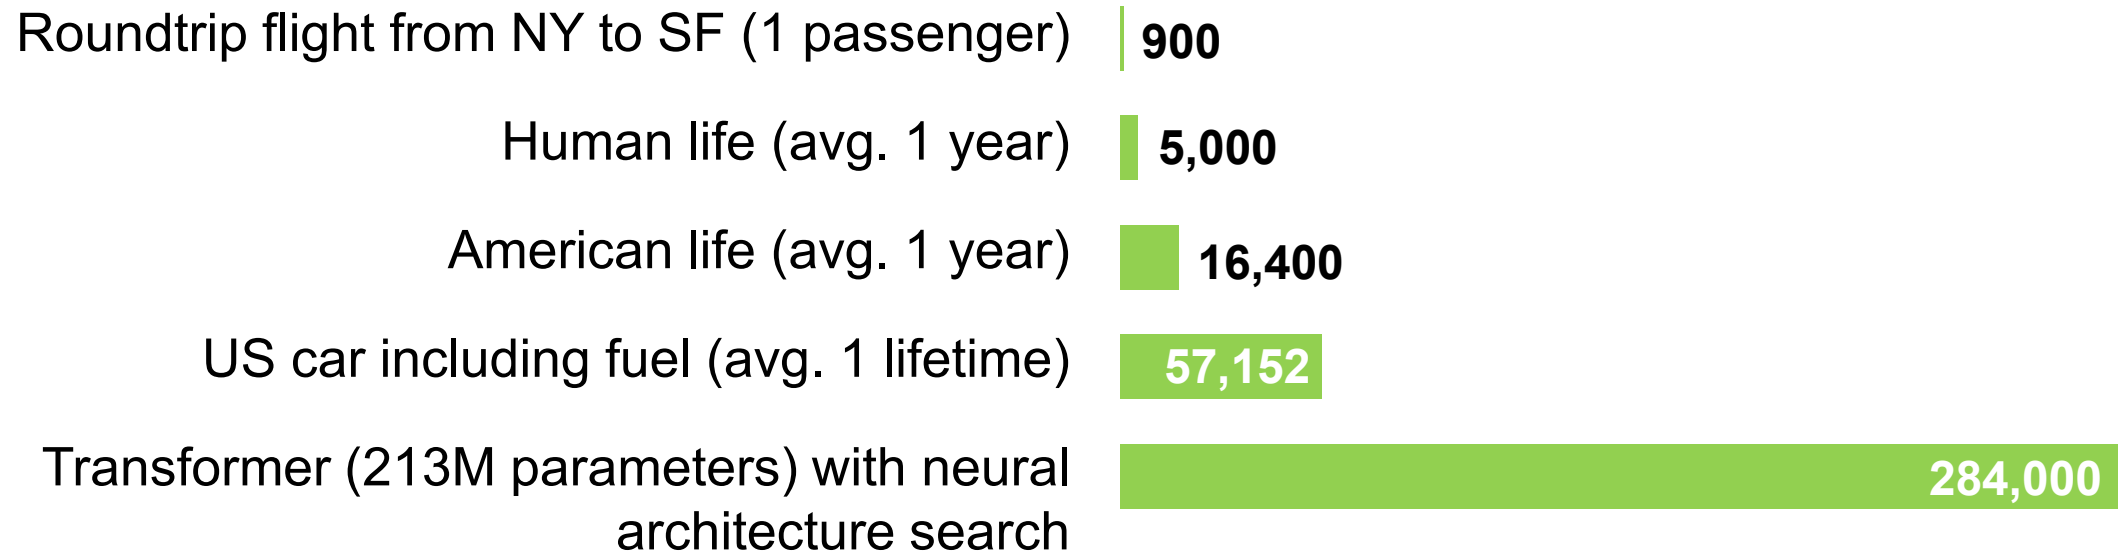 Roundtrip flight from NY to SF (1 passenger) 900
Human life (avg. 1 year) 5,000
American life (avg. 1 year) 16,400
US car including fuel (avg. 1 lifetime) 57,152
Transformer (213M parameters) with neural 284,000
architecture search